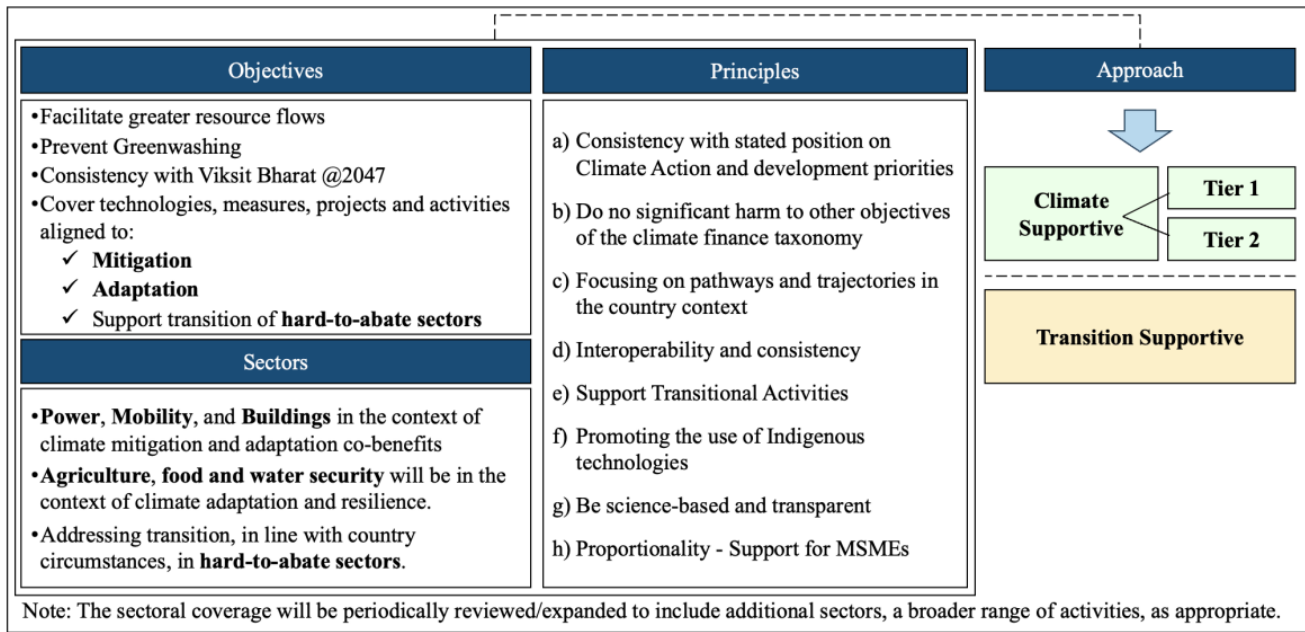 Objectives
•Facilitate greater resource flows
•Prevent Greenwashing
•Consistency with Viksit Bharat @2047
•Cover technologies, measures, projects and activities
aligned to:
✓ Mitigation
✓ Adaptation
✓ Support transition of hard-to-abate sectors
Sectors
•Power, Mobility, and Buildings in the context of
climate mitigation and adaptation co-benefits
•Agriculture, food and water security will be in the
context of climate adaptation and resilience.
•Addressing transition, in line with country
circumstances, in hard-to-abate sectors.
Principles
a) Consistency with stated position on
Climate Action and development priorities
b) Do no significant harm to other objectives
of the climate finance taxonomy
c) Focusing on pathways and trajectories in
the country context
d) Interoperability and consistency
e) Support Transitional Activities
f) Promoting the use of Indigenous
technologies
g) Be science-based and transparent
h) Proportionality - Support for MSMEs
Approach
Climate
Supportive
Tier 1
Tier 2
Transition Supportive
Note: The sectoral coverage will be periodically reviewed/expanded to include additional sectors, a broader range of activities, as appropriate.